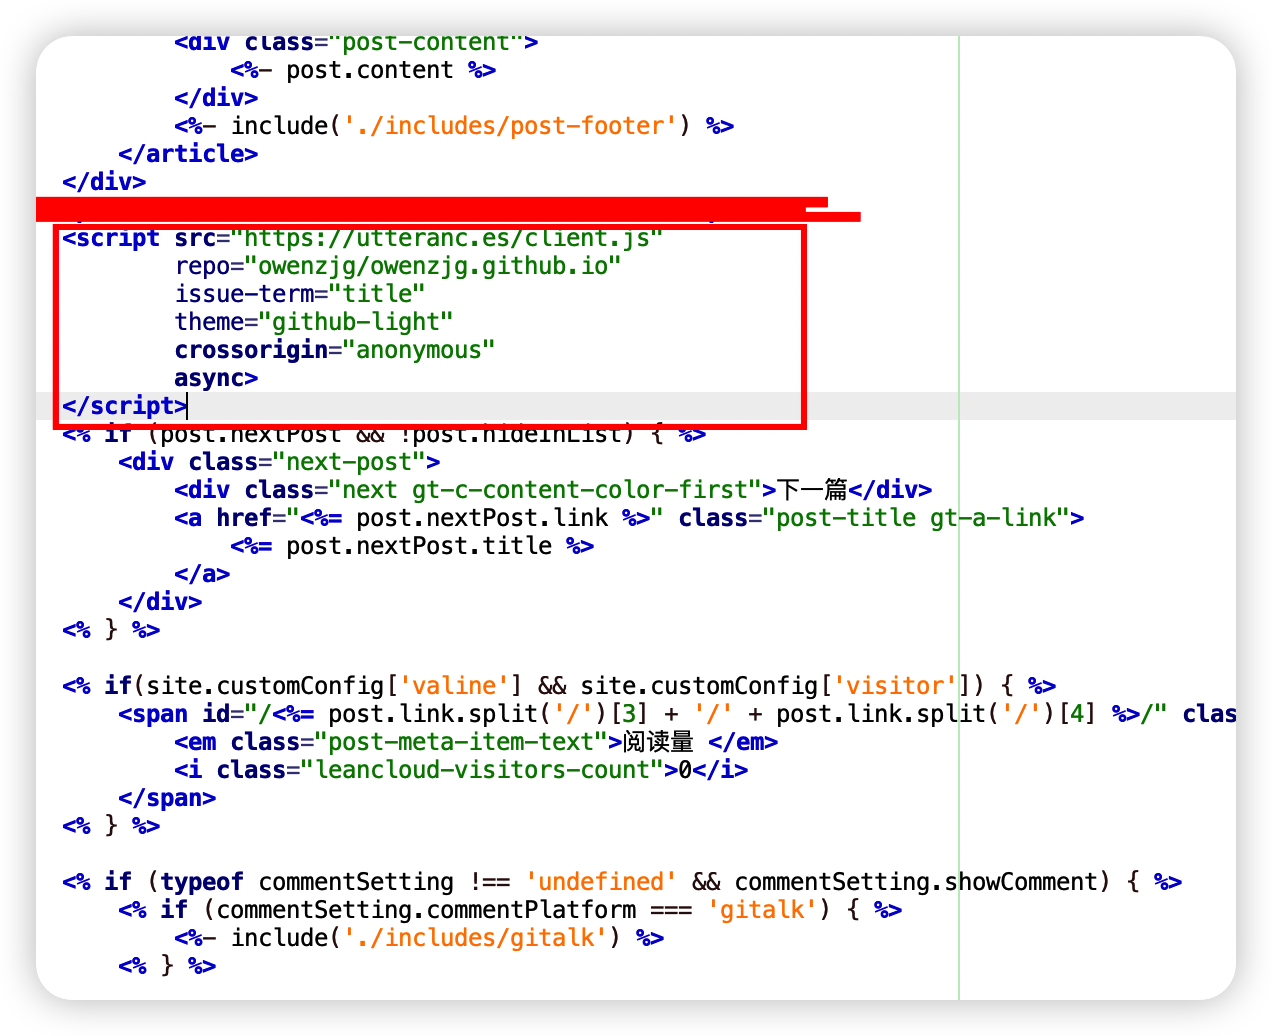 <div class="post-content">
<%- post.content %>
</div>
<%- include('./includes/post-footer') %>
</article>
</div>
<script src="https://utteranc.es/client.js"
repo="owenzjg/owenzjg.github.io"
issue-term="title"
theme="github-light"
crossorigin="anonymous"
async>
</script>
<% if (post.nextPost && !post.hideInList) { %>
<div class="next-post">
<div class="next gt-c-content-color-first">下一篇</div>
<a href="<%= post.nextPost.link %>" class="post-title gt-a-link">
<%= post.nextPost.title %>
</a>
</div>
<% } %>
<% if(site.customConfig['valine'] && site.customConfig['visitor']) { %>
<span id="/<%= post.link.split('/')[3] + '/' + post.link.split('/')[4] %>/" clas
<em class="post-meta-item-text">阅读量 </em>
<i class="leancloud-visitors-count">0</i>
</span>
<% } %>
<% if (typeof commentSetting !== 'undefined' && commentSetting.showComment) { %>
<% if (commentSetting.commentPlatform === 'gitalk') { %>
<%- include('./includes/gitalk') %>
<% } %>